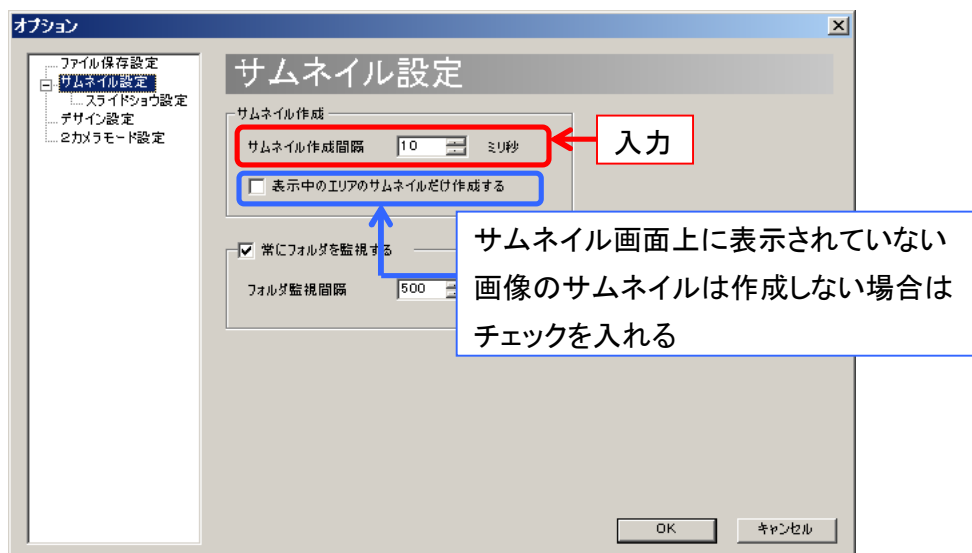 オプション
ファイル保存設定
サムネイル設定
スライドショウ設定
デザイン設定
2カメラモード設定
サムネイル設定
サムネイル作成
サムネイル作成間隔 10 ミリ秒
入力
表示中のエリアのサムネイルだけ作成する
サムネイル画面上に表示されていない
画像のサムネイルは作成しない場合は
チェックを入れる
常にフォルダを監視する
フォルダ監視間隔 500
OK キャンセル